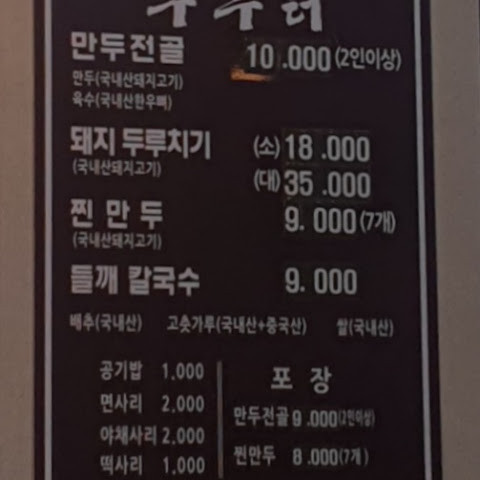 만두전골 10.000 (2인이상)
만두(국내산돼지고기)
육수(국내산한우뼈)
돼지 두루치기 (소) 18.000
(국내산돼지고기)
(대) 35.000
찐만두 9.000 (7개)
(국내산돼지고기)
들깨 칼국수 9.000
배추(국내산) 고춧가루(국내산+중국산) 쌀(국내산)
공기밥 1.000
면사리 2,000
야채사리 2,000
떡사리 1,000
포장
만두전골 9.000(2인이상)
찐만두 8.000(7개)